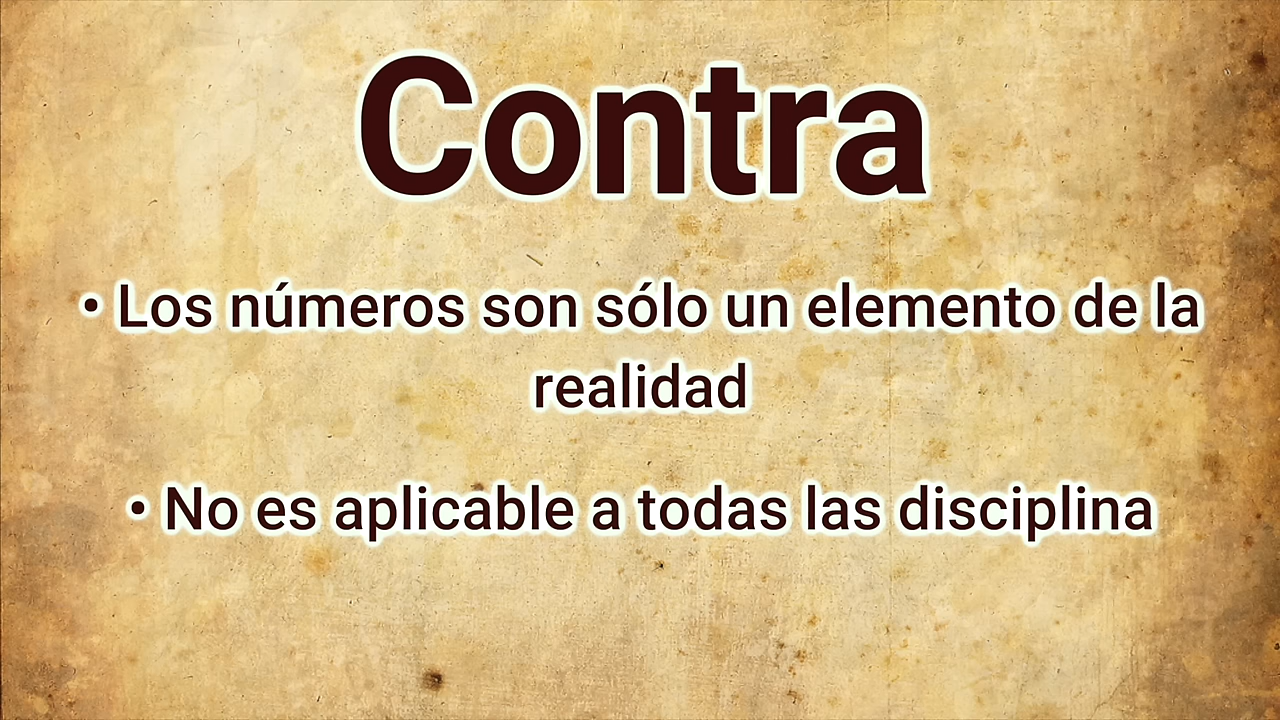 Contra
• Los números son sólo un elemento de la
realidad
• No es aplicable a todas las disciplina